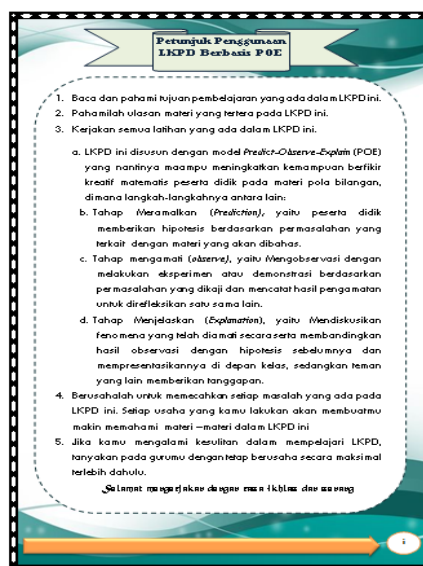 Petunjuk Penggunaan
LKPD Berbasis POE
1. Baca dan pahami tujuan pembelajaran yang ada dalam LKPD ini.
2. Pahamilah ulasan materi yang tertera pada LKPD ini.
3. Kerjakan semua latihan yang ada dalam LKPD ini.
a. LKPD ini disusun dengan model Predict-Observe-Explain (POE)
yang nantinya maampu meningkatkan kemampuan berfikir
kreatif matematis peserta didik pada materi pola bilangan,
dimana langkah-langkahnya antara lain:
b. Tahap Meramalkan (Prediction), yaitu peserta didik
memberikan hipotesis berdasarkan permasalahan yang
terkait dengan materi yang akan dibahas.
c. Tahap mengamati (observe), yaitu Mengobservasi dengan
melakukan eksperimen atau demonstrasi berdasarkan
permasalahan yang dikaji dan mencatat hasil pengamatan
untuk direfleksikan satu sama lain.
d. Tahap Menjelaskan (Explanation), yaitu Mendiskusikan
fenomena yang telah diamati secara serta membandingkan
hasil observasi dengan hipotesis sebelumnya dan
mempresentasikannya di depan kelas, sedangkan teman
yang lain memberikan tanggapan.
4. Berusahalah untuk memecahkan setiap masalah yang ada pada
LKPD ini. Setiap usaha yang kamu lakukan akan membuatmu
makin memahami materi –materi dalam LKPD ini
5. Jika kamu mengalami kesulitan dalam mempelajari LKPD,
tanyakan pada gurumu dengan tetap berusaha secara maksimal
terlebih dahulu.
Selamat mengerjakan dengan rasa ikhlas dan senang
i